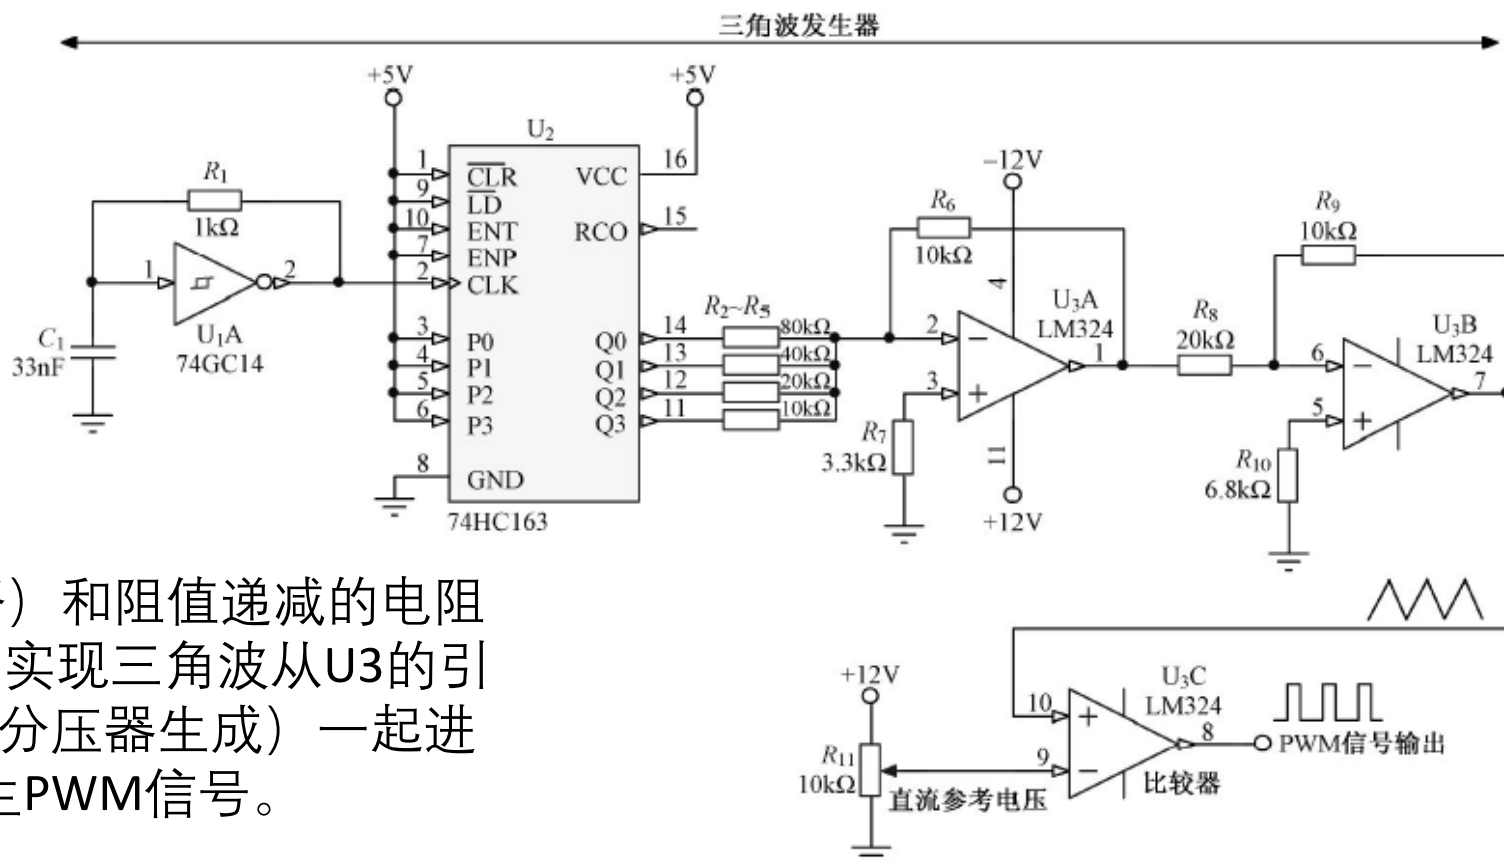 三角波发生器
+5V
+5V
U2
R1
1kΩ
1
2
U1A
74GC14
C1
33nF
1
CLR
9
LD
10
ENT
7
ENP
2
CLK
3
P0
4
P1
5
P2
6
P3
8
GND
VCC
16
RCO
15
Q0
14
Q1
13
Q2
12
Q3
11
74HC163
R2~R5
80kΩ
40kΩ
20kΩ
10kΩ
−12V
R6
10kΩ
4
U3A
LM324
2
−
3
+
1
11
R7
3.3kΩ
+12V
R9
10kΩ
R8
20kΩ
U3B
LM324
6
−
5
+
7
R10
6.8kΩ
）和阻值递减的电阻
实现三角波从U3的引
分压器生成）一起进
PWM信号。
+12V
U3C
LM324
10
+
8
PWM信号输出
R11
10kΩ
9
−
直流参考电压
比较器